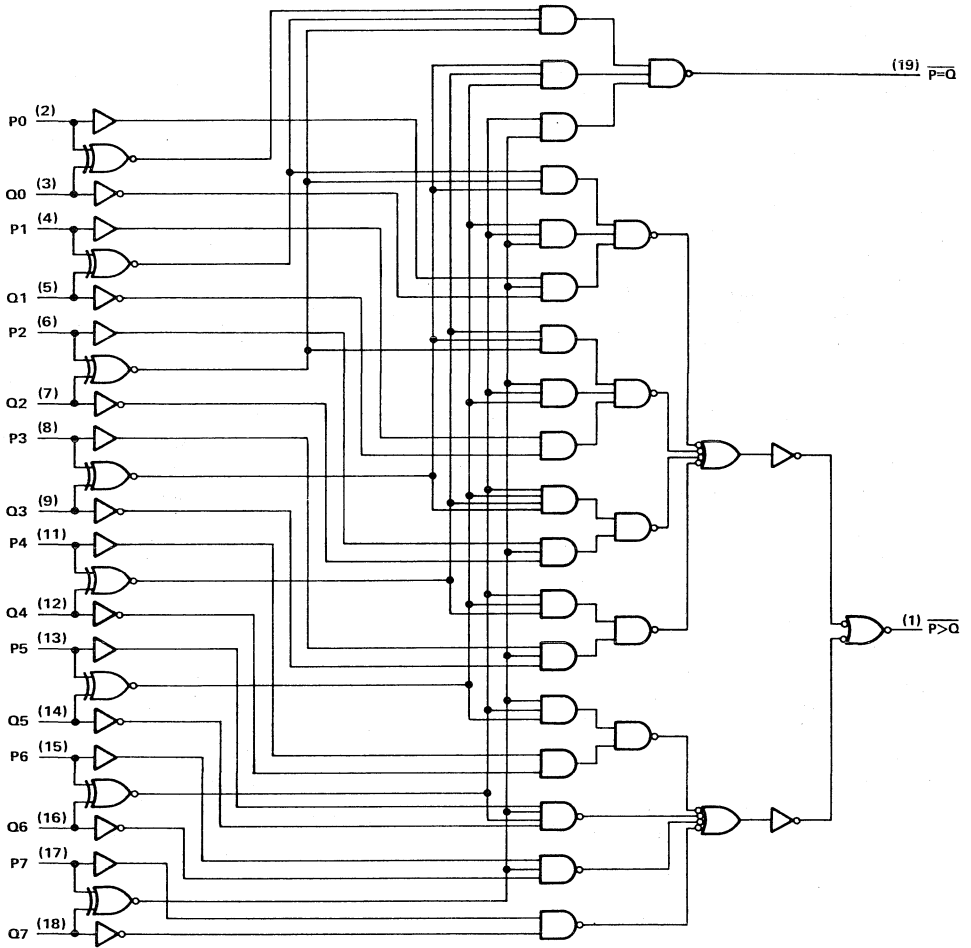 (19) P=Q
P0 (2)
Q0 (3)
P1 (4)
Q1 (5)
P2 (6)
Q2 (7)
P3 (8)
Q3 (9)
P4 (11)
Q4 (12)
P5 (13)
(1) P>Q
Q5 (14)
P6 (15)
Q6 (16)
P7 (17)
Q7 (18)